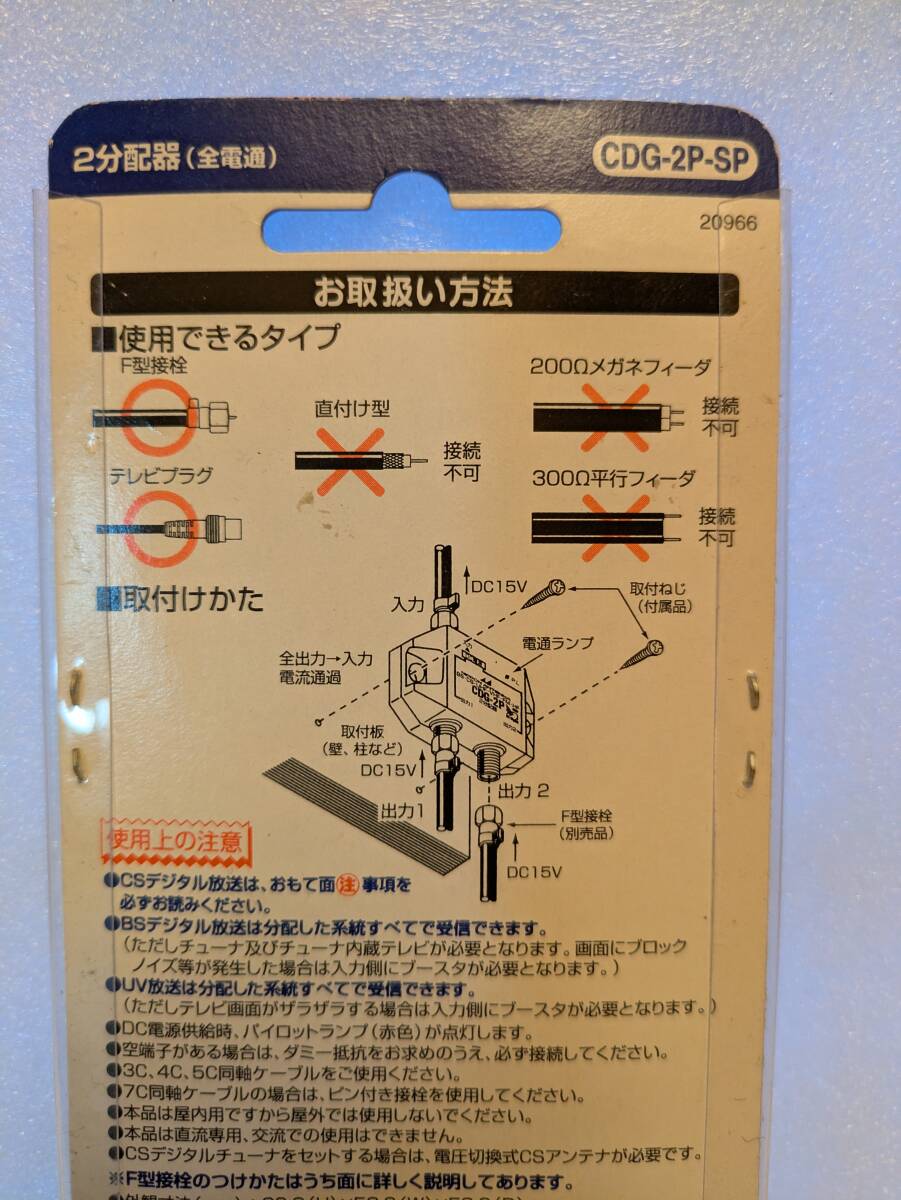 2分配器(全電通)
CDG-2P-SP
20966
お取扱い方法
■使用できるタイプ
F型接栓
テレビプラグ
直付け型
接続
不可
200Ωメガネフィーダ
接続
不可
300Ω平行フィーダ
接続
不可
■取付けかた
入力
DC15V
取付ねじ
(付属品)
電通ランプ
全出力→入力
電流通過
CDG-2P
取付板
(壁、柱など)
DC15V
出力1
出力2
F型接栓
(別売品)
DC15V
使用上の注意
●CSデジタル放送は、おもて面注事項を
必ずお読みください。
●BSデジタル放送は分配した系統すべてで受信できます。
(ただしチューナ及びチューナ内蔵テレビが必要となります。画面にブロック
ノイズ等が発生した場合は入力側にブースタが必要となります。)
●UV放送は分配した系統すべてで受信できます。
(ただしテレビ画面がザラザラする場合は入力側にブースタが必要となります。)
●DC電源供給時、パイロットランプ(赤色)が点灯します。
●空端子がある場合は、ダミー抵抗をお求めのうえ、必ず接続してください。
●3C、4C、5C同軸ケーブルをご使用ください。
●7C同軸ケーブルの場合は、ピン付き接栓を使用してください。
●本品は屋内用ですから屋外では使用しないでください。
●本品は直流専用、交流での使用はできません。
●CSデジタルチューナをセットする場合は、電圧切換式CSアンテナが必要です。
※F型接栓のつけかたはうち面に詳しく説明してあります。